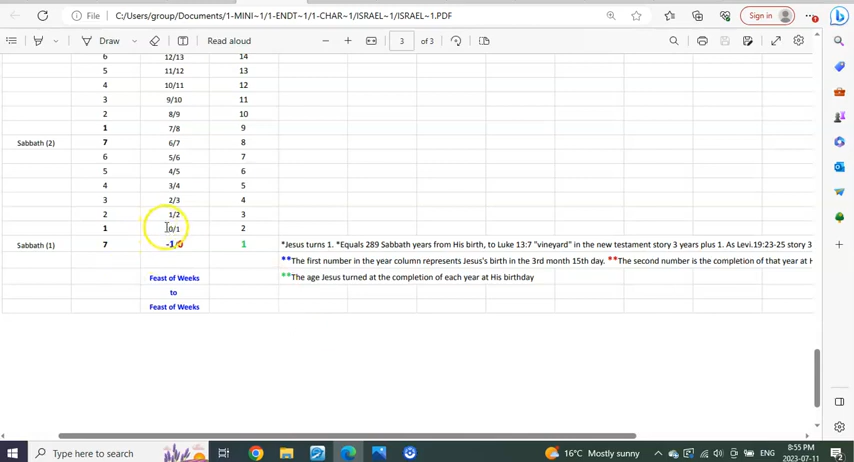 File C:/Users/group/Documents/1-MINI~1/1-ENDT~1/1-CHAR~1/ISRAEL~1/ISRAEL~1.PDF
Sign in
Draw Read aloud 3 of 3
6 12/13 14
5 11/12 13
4 10/11 12
3 9/10 11
2 8/9 10
1 7/8 9
Sabbath (2) 7 6/7 8
6 5/6 7
5 4/5 6
4 3/4 5
3 2/3 4
2 1/2 3
1 0/1 2
Sabbath (1) 7 -1/0 1 *Jesus turns 1. *Equals 289 Sabbath years from His birth, to Luke 13:7 "vineyard" in the new testament story 3 years plus 1. As Levi.19:23-25 story 3
**The first number in the year column represents Jesus's birth in the 3rd month 15th day. **The second number is the completion of that year at H
Feast of Weeks **The age Jesus turned at the completion of each year at His birthday
to
Feast of Weeks
Type here to search
16°C Mostly sunny
ENG
8:55 PM
2023-07-11
2